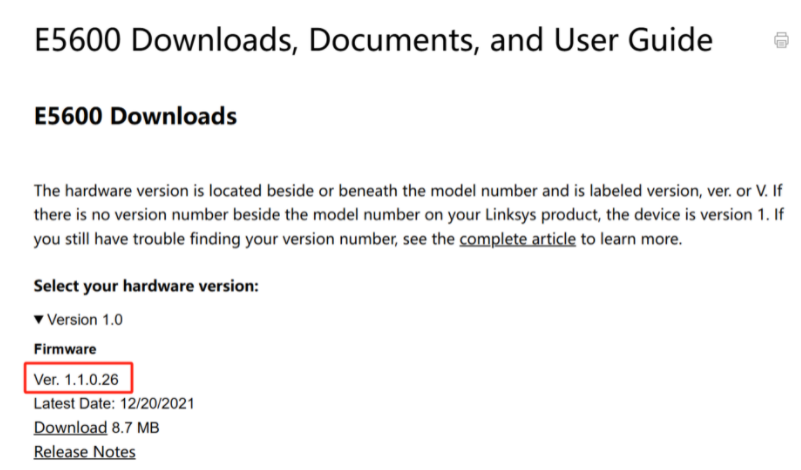 E5600 Downloads, Documents, and User Guide
E5600 Downloads
The hardware version is located beside or beneath the model number and is labeled version, ver. or V. If
there is no version number beside the model number on your Linksys product, the device is version 1. If
you still have trouble finding your version number, see the complete article to learn more.
Select your hardware version:
▼ Version 1.0
Firmware
Ver. 1.1.0.26
Latest Date: 12/20/2021
Download 8.7 MB
Release Notes